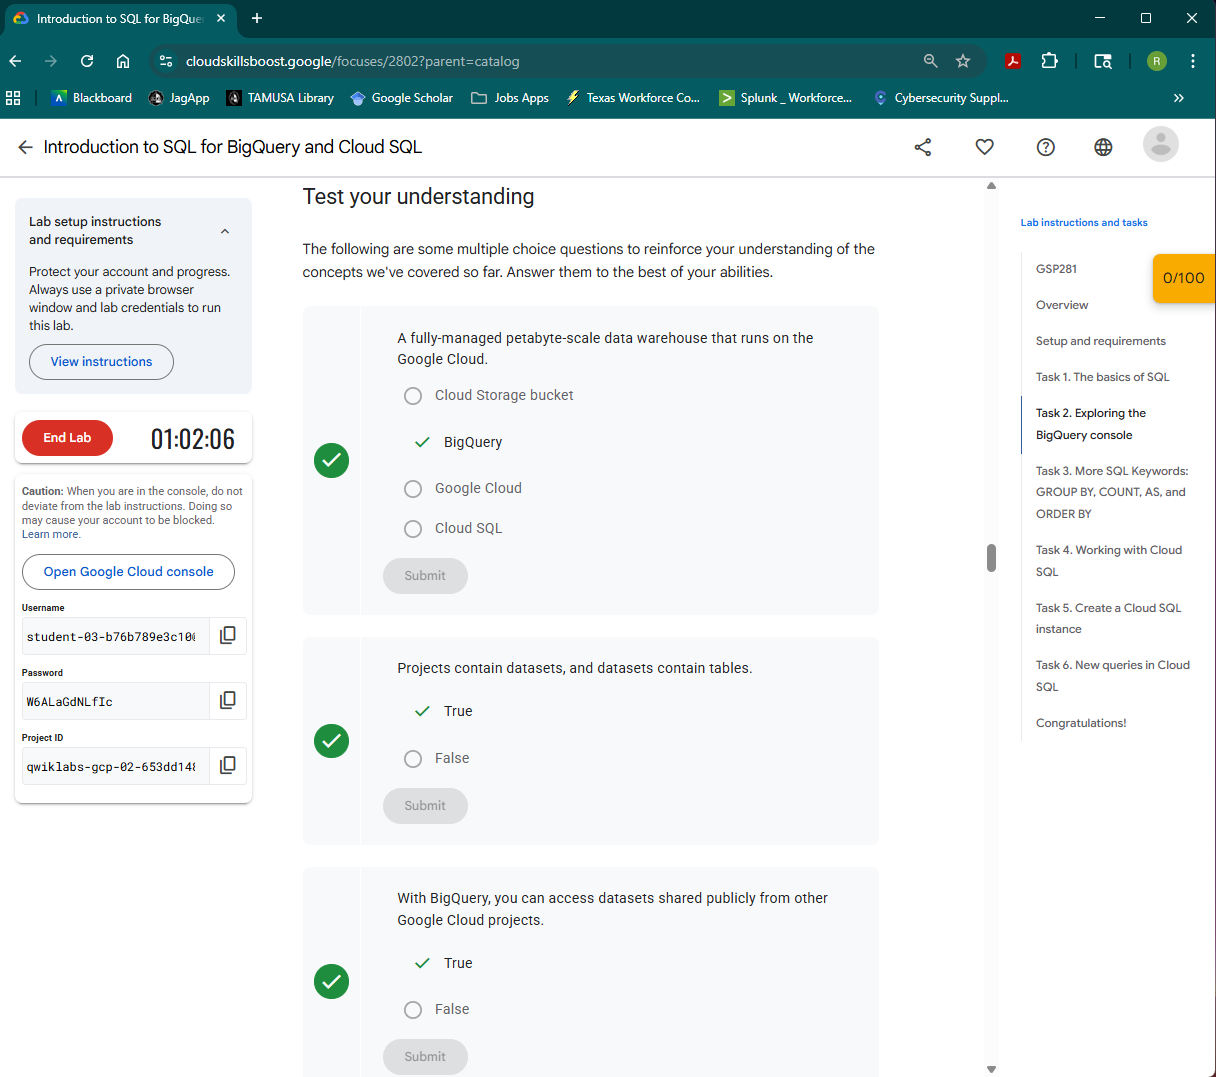 Introduction to SQL for BigQue
cloudskillsboost.google/focuses/2802?parent=catalog
R
Blackboard
JagApp
TAMUSA Library
Google Scholar
Jobs Apps
Texas Workforce Co...
Splunk _ Workforce...
Cybersecurity Suppl...
Introduction to SQL for BigQuery and Cloud SQL
Lab setup instructions
and requirements
Protect your account and progress.
Always use a private browser
window and lab credentials to run
this lab.
View instructions
End Lab
01:02:06
Caution: When you are in the console, do not
deviate from the lab instructions. Doing so
may cause your account to be blocked.
Learn more.
Open Google Cloud console
Username
student-03-b76b789e3c10
Password
W6ALaGdNLfIc
Project ID
qwiklabs-gcp-02-653dd14
Test your understanding
The following are some multiple choice questions to reinforce your understanding of the
concepts we've covered so far. Answer them to the best of your abilities.
A fully-managed petabyte-scale data warehouse that runs on the
Google Cloud.
Cloud Storage bucket
BigQuery
Google Cloud
Cloud SQL
Submit
Projects contain datasets, and datasets contain tables.
True
False
Submit
With BigQuery, you can access datasets shared publicly from other
Google Cloud projects.
True
False
Submit
Lab instructions and tasks
GSP281
0/100
Overview
Setup and requirements
Task 1. The basics of SQL
Task 2. Exploring the
BigQuery console
Task 3. More SQL Keywords:
GROUP BY, COUNT, AS, and
ORDER BY
Task 4. Working with Cloud
SQL
Task 5. Create a Cloud SQL
instance
Task 6. New queries in Cloud
SQL
Congratulations!